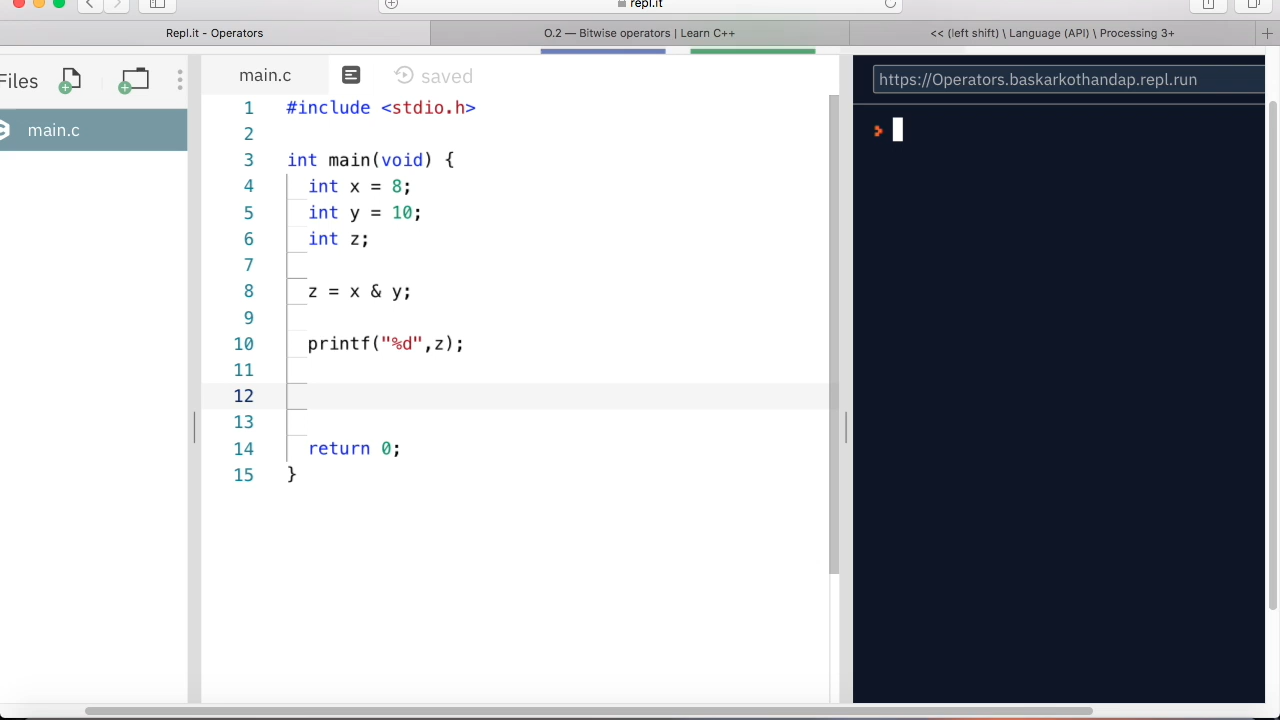 repl.it
Repl.it - Operators
O.2 — Bitwise operators | Learn C++
<< (left shift) \ Language (API) \ Processing 3+
Files
main.c
main.c
saved
1 #include <stdio.h>
2
3 int main(void) {
4 int x = 8;
5 int y = 10;
6 int z;
7
8 z = x & y;
9
10 printf("%d",z);
11
12
13
14 return 0;
15 }
https://Operators.baskarkothandap.repl.run